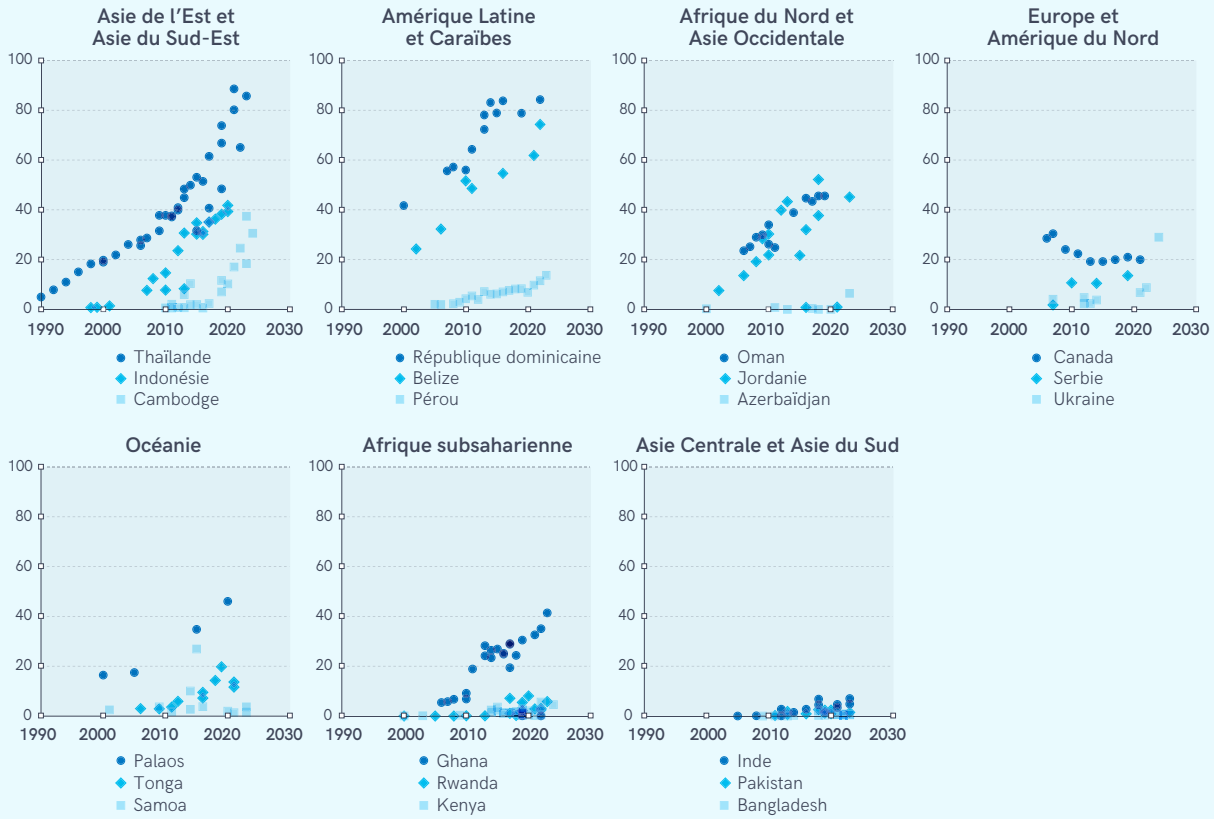 Asie de l’Est et
Asie du Sud-Est
100
80
60
40
20
0
1990
2000
2010
2020
2030
Thaïlande
Indonésie
Cambodge
Amérique Latine
et Caraïbes
100
80
60
40
20
0
1990
2000
2010
2020
2030
République dominicaine
Belize
Pérou
Afrique du Nord et
Asie Occidentale
100
80
60
40
20
0
1990
2000
2010
2020
2030
Oman
Jordanie
Azerbaïdjan
Europe et
Amérique du Nord
100
80
60
40
20
0
1990
2000
2010
2020
2030
Canada
Serbie
Ukraine
Océanie
100
80
60
40
20
0
1990
2000
2010
2020
2030
Palaos
Tonga
Samoa
Afrique subsaharienne
100
80
60
40
20
0
1990
2000
2010
2020
2030
Ghana
Rwanda
Kenya
Asie Centrale et Asie du Sud
100
80
60
40
20
0
1990
2000
2010
2020
2030
Inde
Pakistan
Bangladesh